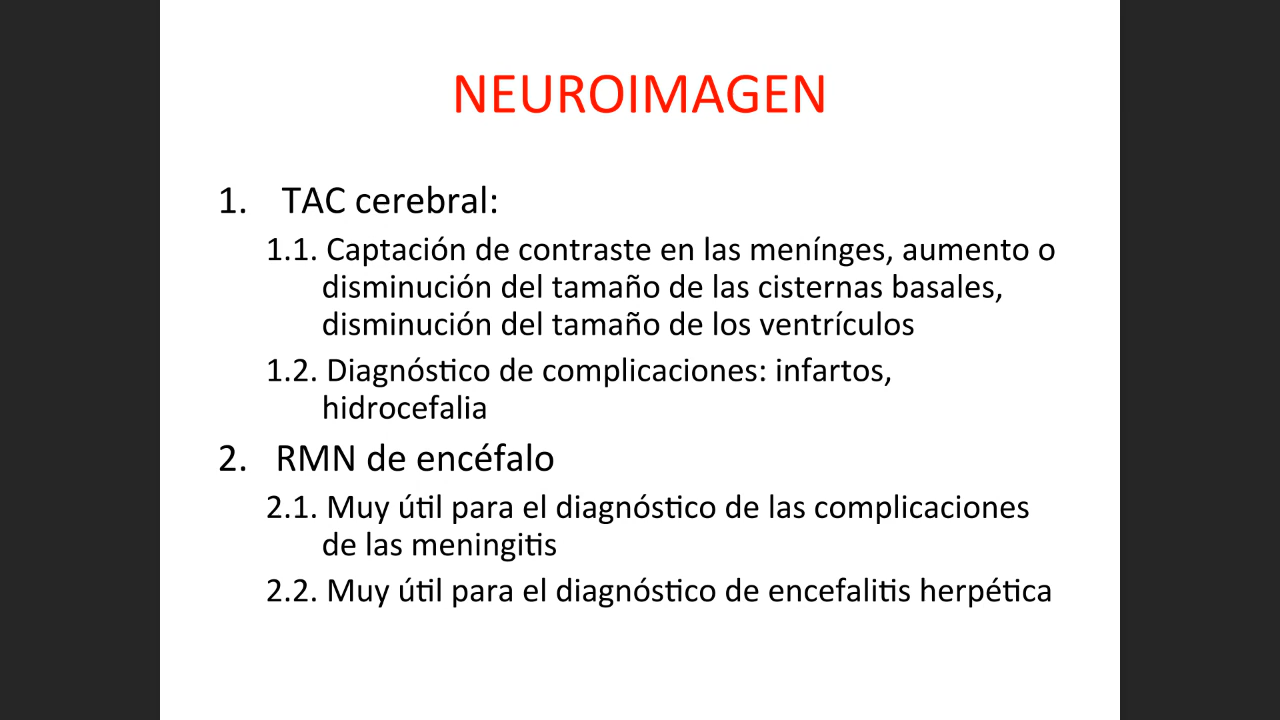 NEUROIMAGEN
1. TAC cerebral:
1.1. Captación de contraste en las menínges, aumento o
disminución del tamaño de las cisternas basales,
disminución del tamaño de los ventrículos
1.2. Diagnóstico de complicaciones: infartos,
hidrocefalia
2. RMN de encéfalo
2.1. Muy útil para el diagnóstico de las complicaciones
de las meningitis
2.2. Muy útil para el diagnóstico de encefalitis herpética